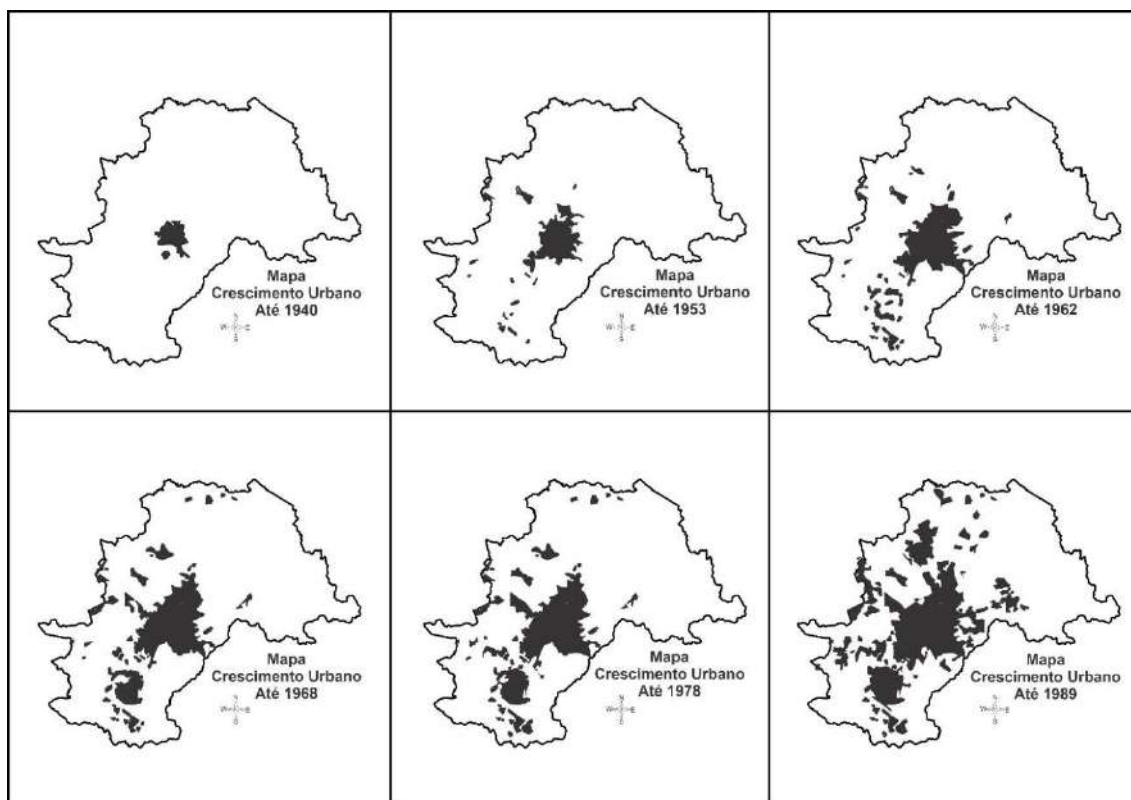 Mapa
Crescimento Urbano
Até 1940
N
W E
S
Mapa
Crescimento Urbano
Até 1953
N
W E
S
Mapa
Crescimento Urbano
Até 1962
N
W E
S
Mapa
Crescimento Urbano
Até 1968
N
W E
S
Mapa
Crescimento Urbano
Até 1978
N
W E
S
Mapa
Crescimento Urbano
Até 1989
N
W E
S